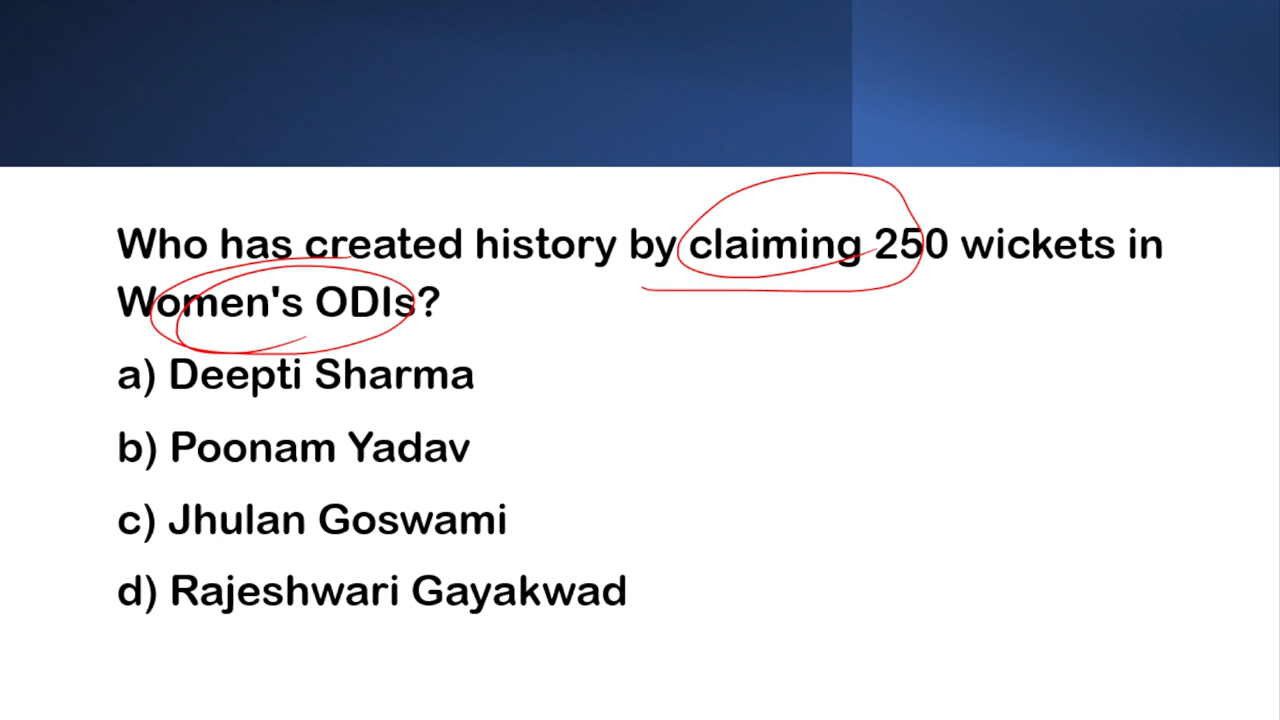 Who has created history by claiming 250 wickets in
Women's ODIs?
a) Deepti Sharma
b) Poonam Yadav
c) Jhulan Goswami
d) Rajeshwari Gayakwad